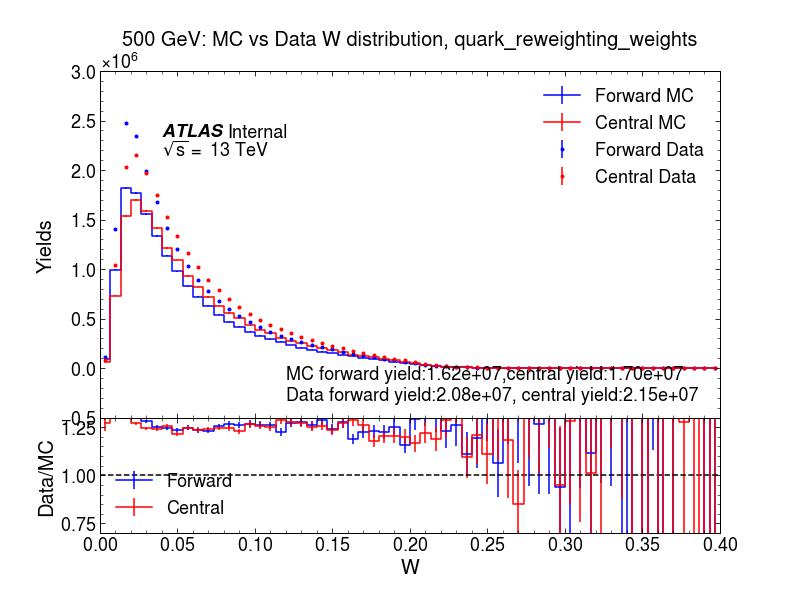 500 GeV: MC vs Data W distribution, quark_reweighting_weights
×10⁶
3.0
2.5
2.0
1.5
1.0
0.5
0.0
0.5
Yields
ATLAS Internal
√s = 13 TeV
Forward MC
Central MC
Forward Data
Central Data
MC forward yield:1.62e+07,central yield:1.70e+07
Data forward yield:2.08e+07, central yield:2.15e+07
1.25
1.00
0.75
Data/MC
Forward
Central
0.00 0.05 0.10 0.15 0.20 0.25 0.30 0.35 0.40
W